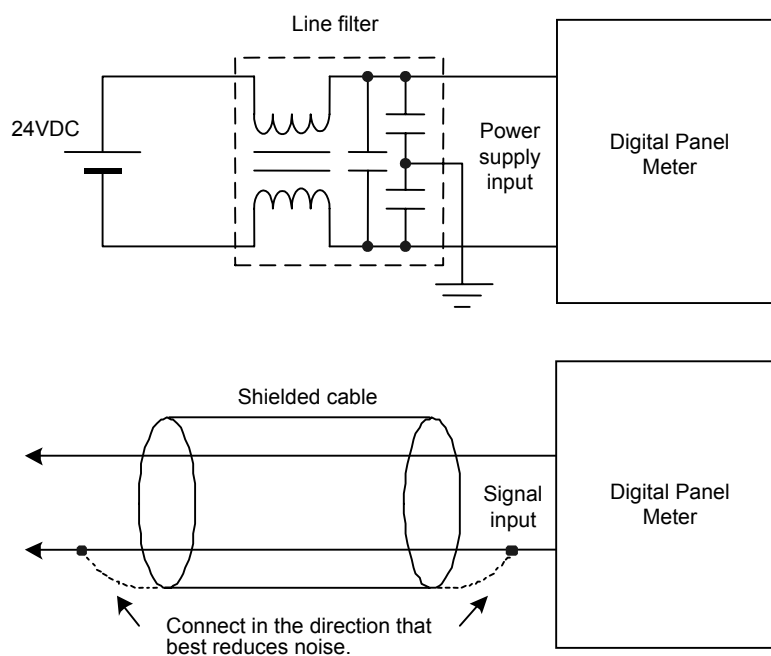 Line filter
24VDC
Power
supply
input
Digital Panel
Meter
Shielded cable
Signal
input
Digital Panel
Meter
Connect in the direction that
best reduces noise.